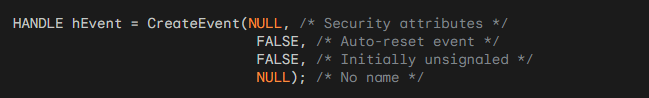 HANDLE hEvent = CreateEvent(NULL, /* Security attributes */
FALSE, /* Auto-reset event */
FALSE, /* Initially unsignaled */
NULL); /* No name */